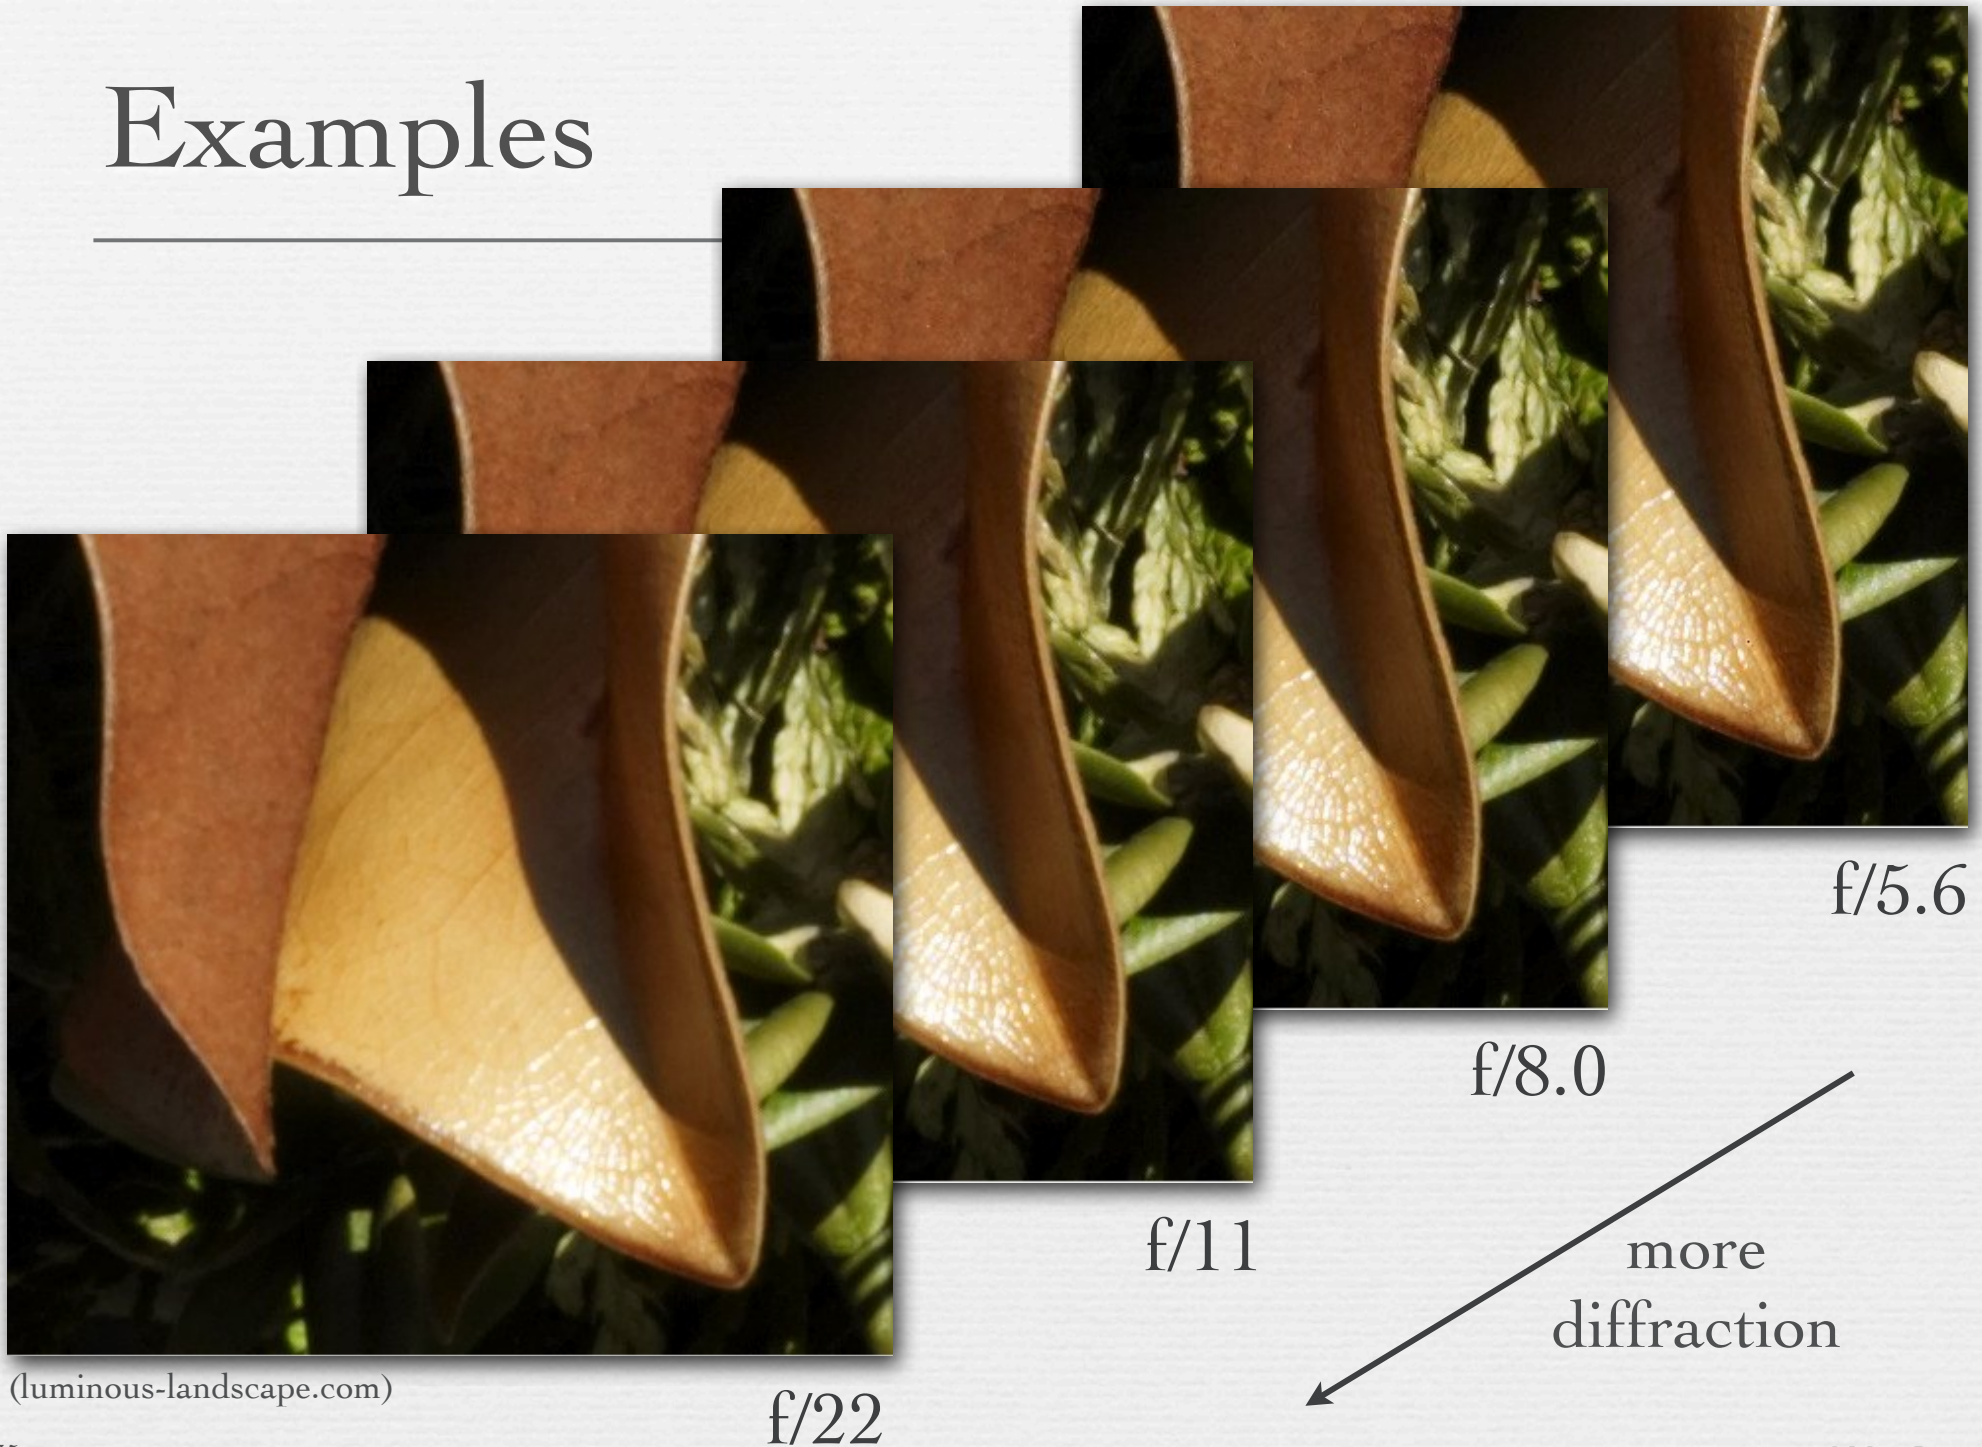 Examples
f/5.6
f/8.0
f/11
more
diffraction
(luminous-landscape.com)
f/22